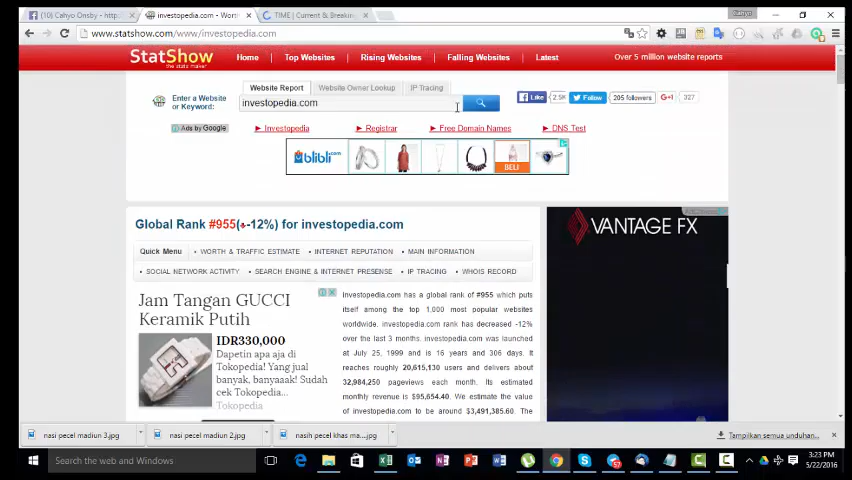 (10) Cahyo Onsby - http:/
investopedia.com - Wort
TIME | Current & Breakin
www.statshow.com/www/investopedia.com
StatShow
the stats maker
Home
Top Websites
Rising Websites
Falling Websites
Latest
Over 5 million website reports
Website Report
Website Owner Lookup
IP Tracing
Enter a Website
or Keyword:
investopedia.com
Like
2.5K
Follow
205 followers
G+1
327
Ads by Google
► Investopedia
► Registrar
► Free Domain Names
► DNS Test
blibli.com
BELI
Global Rank #955(-12%) for investopedia.com
Quick Menu
• WORTH & TRAFFIC ESTIMATE
• INTERNET REPUTATION
• MAIN INFORMATION
• SOCIAL NETWORK ACTIVITY
• SEARCH ENGINE & INTERNET PRESENSE
• IP TRACING
• WHOIS RECORD
Jam Tangan GUCCI
Keramik Putih
IDR330,000
Dapetin apa aja di
Tokopedia! Yang jual
banyak, banyaaak! Sudah
cek Tokopedia
Tokopedia
Investopedia.com has a global rank of #955 which puts
itself among the top 1,000 most popular websites
worldwide. investopedia.com rank has decreased -12%
over the last 3 months. investopedia.com was launched
at July 25, 1999 and is 16 years and 306 days. It
reaches roughly 20,615,130 users and delivers about
32,984,250 pageviews each month. Its estimated
monthly revenue is $95,654.40. We estimate the value
of investopedia.com to be around $3,491,385.60. The
VANTAGE FX
nasi pecel madiun 3.jpg
nasi pecel madiun 2.jpg
nasih pecel khas ma....jpg
Tampilkan semua unduhan...
Search the web and Windows
3:23 PM
5/22/2016